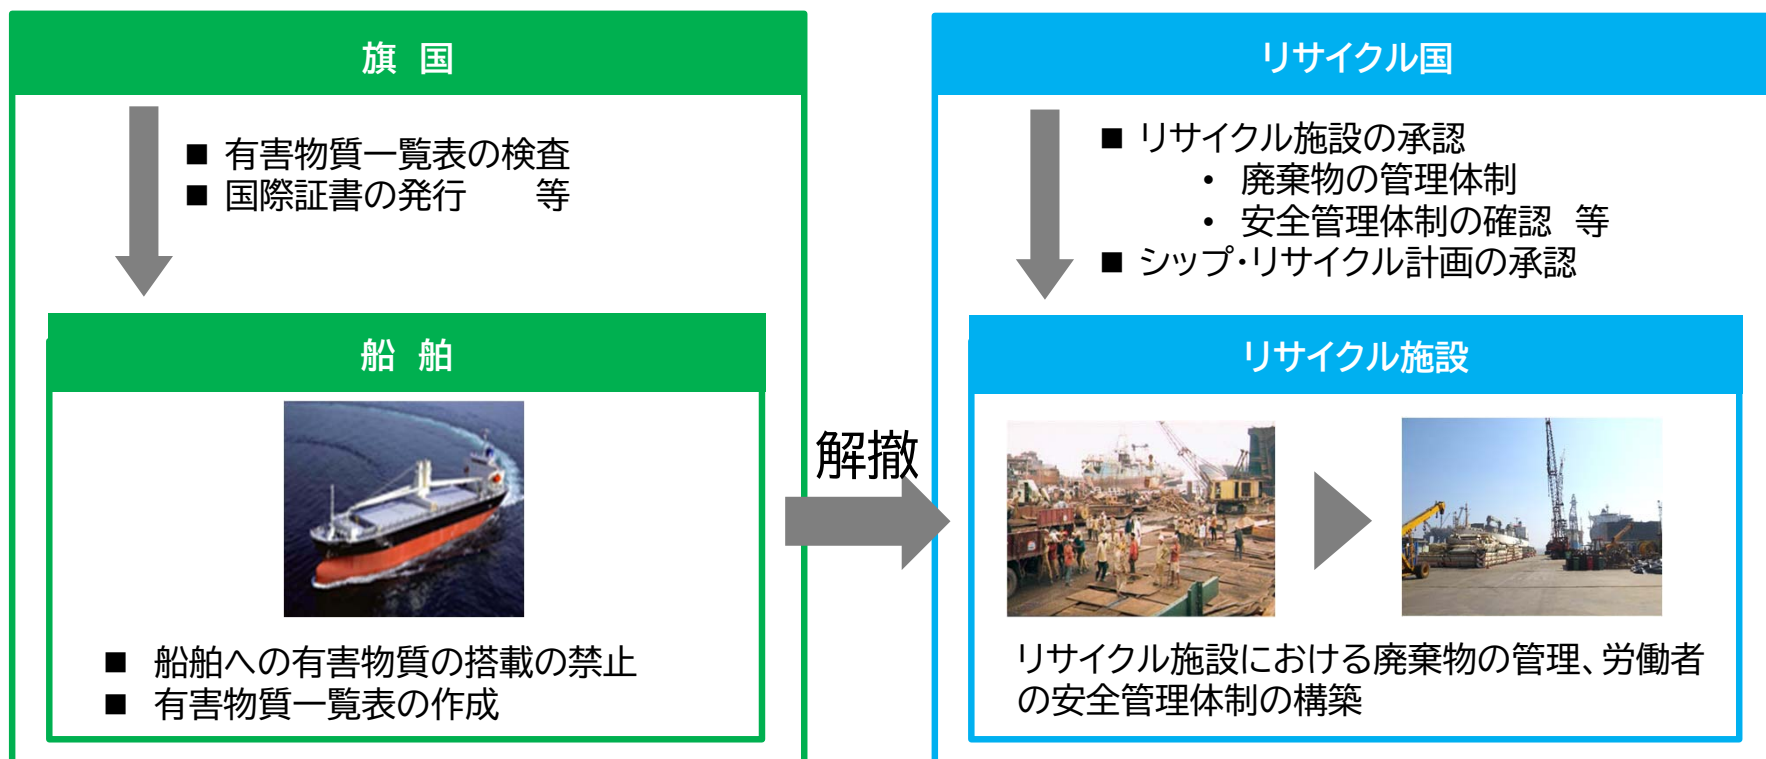 旗 国
■ 有害物質一覧表の検査
■ 国際証書の発行 等
船 舶
■ 船舶への有害物質の搭載の禁止
■ 有害物質一覧表の作成
解撤
リサイクル国
■ リサイクル施設の承認
・ 廃棄物の管理体制
・ 安全管理体制の確認 等
■ シップ・リサイクル計画の承認
リサイクル施設
リサイクル施設における廃棄物の管理、労働者
の安全管理体制の構築